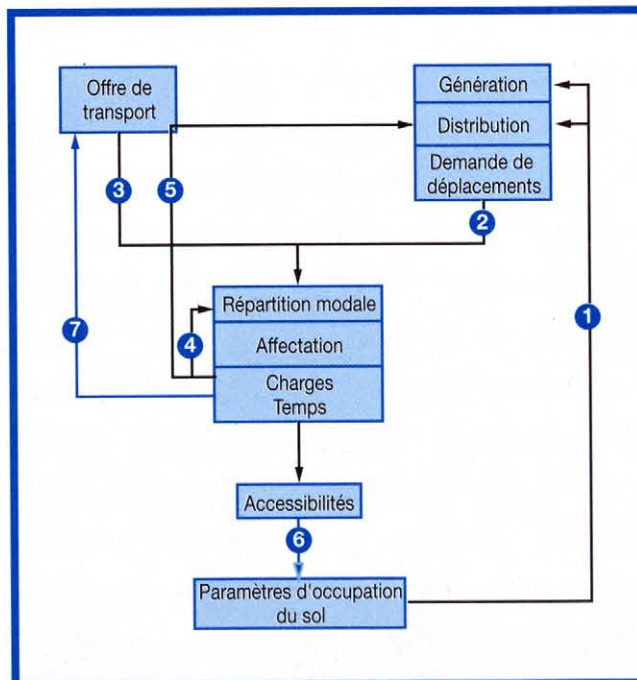 Offre de
transport
Génération
Distribution
Demande de
déplacements
3
5
2
Répartition modale
1
7
4
Affectation
Charges
Temps
Accessibilités
6
Paramètres d'occupation
du sol